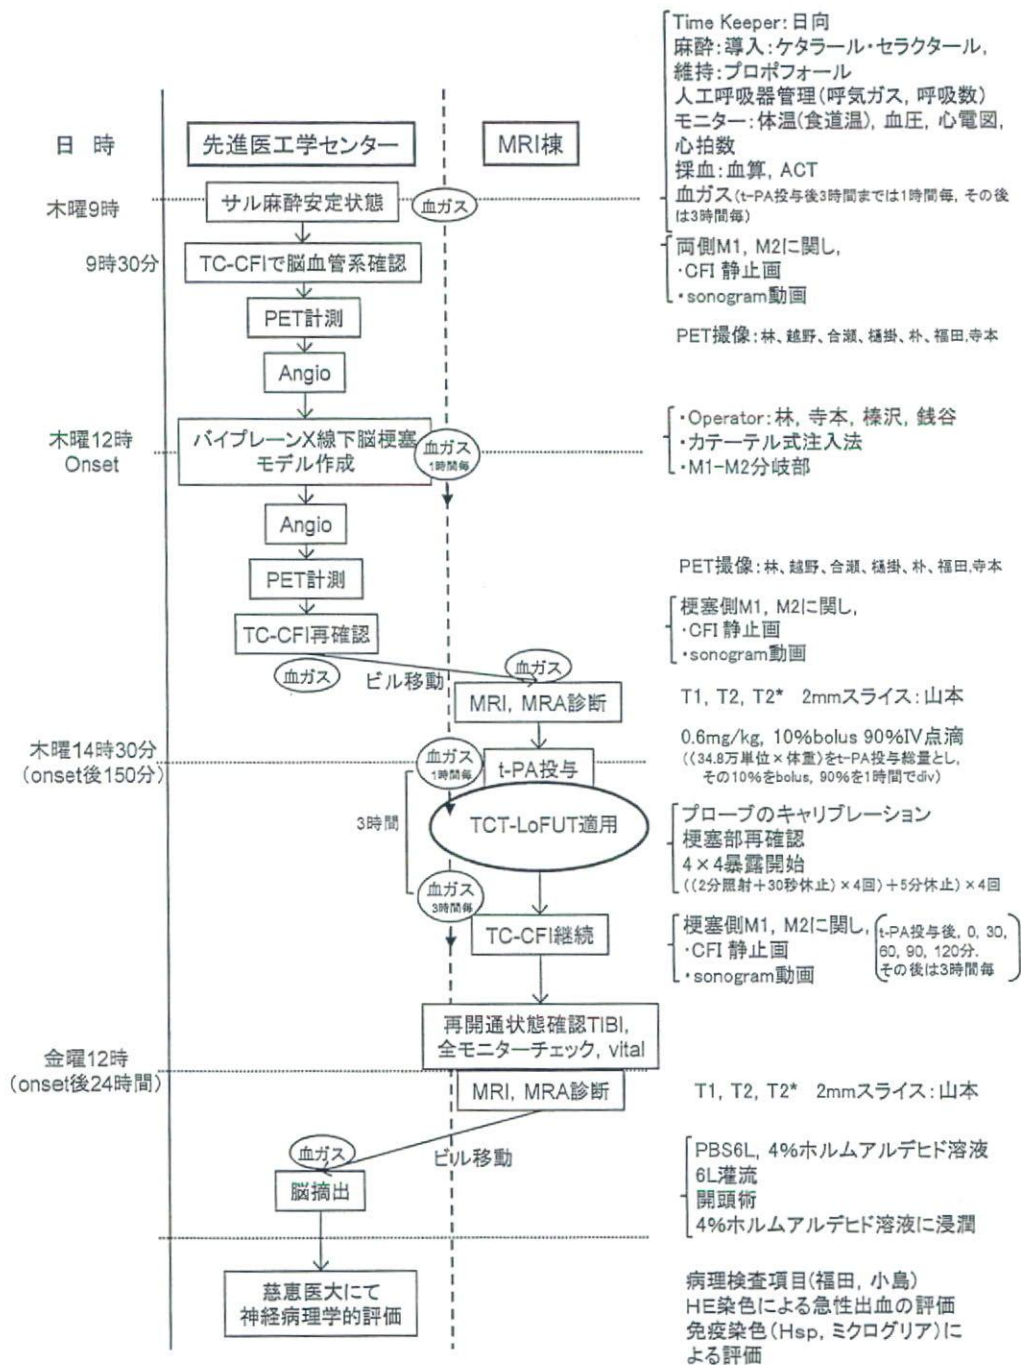 Time Keeper:日向
麻酔:導入:ケタラール・セラクタール,
維持:プロポフォール
人工呼吸器管理(呼気ガス, 呼吸数)
モニター:体温(食道温), 血圧, 心電図,
心拍数
採血:血算, ACT
血ガス(t-PA投与後3時間までは1時間毎, その後
は3時間毎)
日 時
先進医工学センター
MRI棟
木曜9時
サル麻酔安定状態
血ガス
9時30分
TC-CFIで脳血管系確認
両側M1, M2に関し,
・CFI 静止画
・sonogram動画
PET計測
PET撮像:林、越野、合瀬、樋掛、朴、福田,寺本
Angio
木曜12時
Onset
バイプレーンX線下脳梗塞
モデル作成
血ガス
1時間毎
・Operator:林, 寺本, 榛沢, 銭谷
・カテーテル式注入法
・M1-M2分岐部
Angio
PET計測
PET撮像:林、越野、合瀬、樋掛、朴、福田,寺本
TC-CFI再確認
梗塞側M1, M2に関し,
・CFI 静止画
・sonogram動画
血ガス
ビル移動
血ガス
MRI, MRA診断
T1, T2, T2* 2mmスライス:山本
木曜14時30分
(onset後150分)
血ガス
1時間毎
t-PA投与
0.6mg/kg, 10%bolus 90%IV点滴
((34.8万単位×体重)をt-PA投与総量とし,
その10%をbolus, 90%を1時間でdiv)
3時間
TCT-LoFUT適用
プローブのキャリブレーション
梗塞部再確認
4×4暴露開始
((2分照射+30秒休止)×4回)+5分休止)×4回
血ガス
3時間毎
TC-CFI継続
梗塞側M1, M2に関し,
・CFI 静止画
・sonogram動画
t-PA投与後, 0, 30,
60, 90, 120分.
その後は3時間毎
再開通状態確認TIBI,
全モニターチェック, vital
金曜12時
(onset後24時間)
MRI, MRA診断
T1, T2, T2* 2mmスライス:山本
血ガス
ビル移動
脳摘出
PBS6L, 4%ホルムアルデヒド溶液
6L灌流
開頭術
4%ホルムアルデヒド溶液に浸潤
慈恵医大にて
神経病理学的評価
病理検査項目(福田, 小島)
HE染色による急性出血の評価
免疫染色(Hsp, ミクログリア)に
よる評価